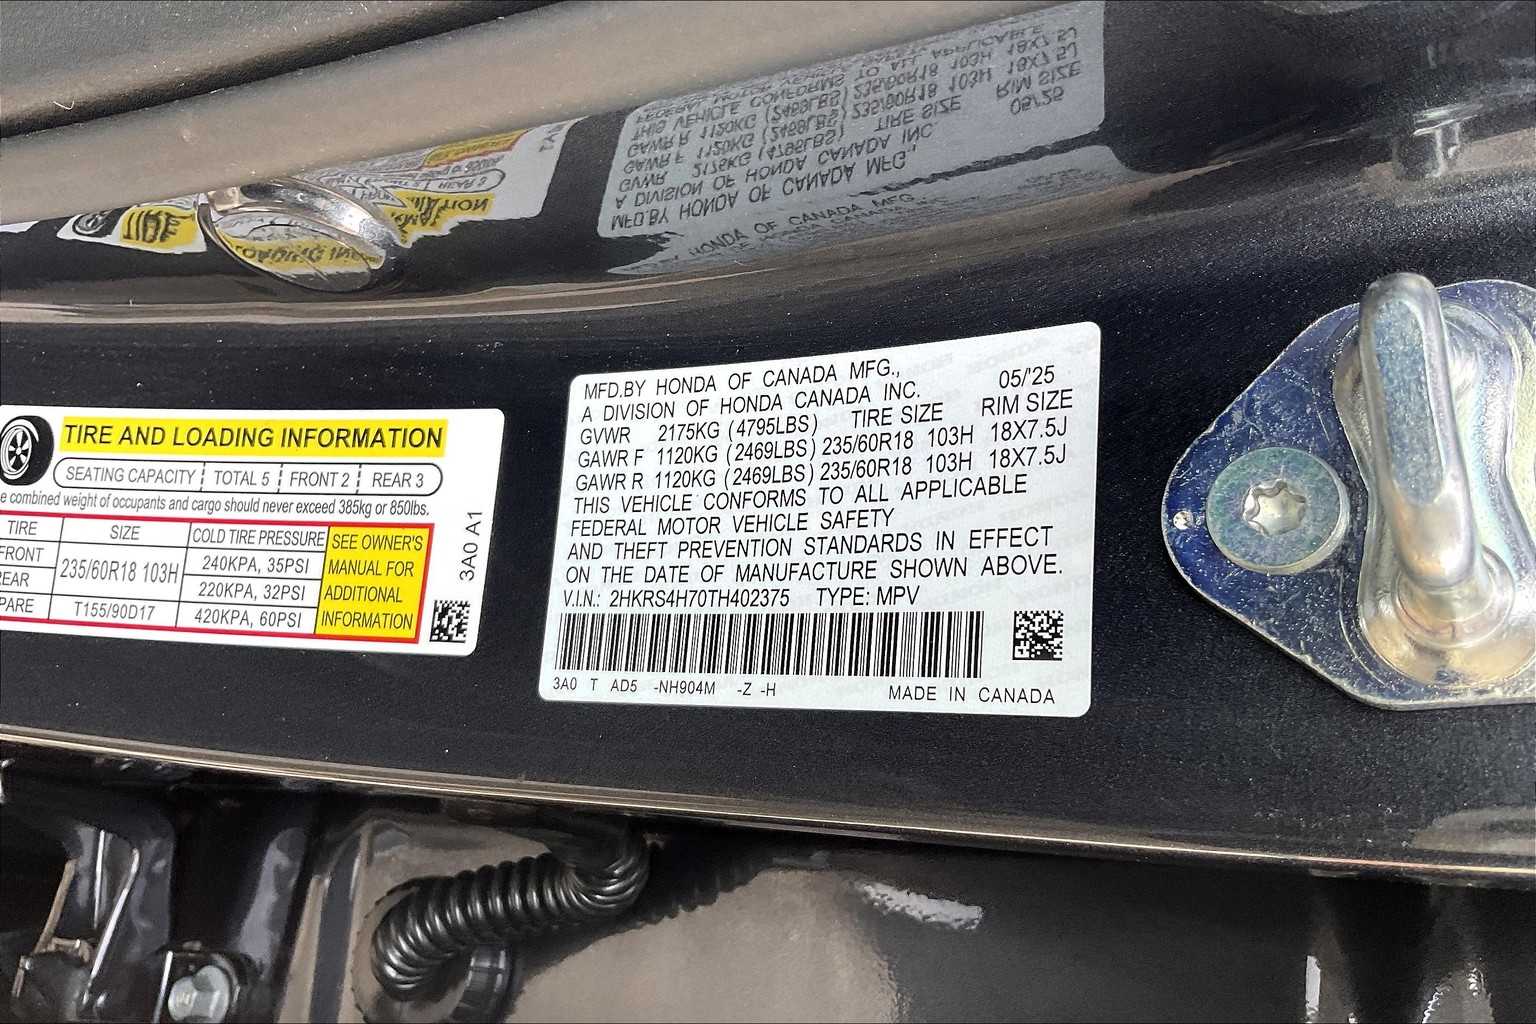 TIRE AND LOADING INFORMATION
SEATING CAPACITY TOTAL 5 FRONT 2 REAR 3
combined weight of occupants and cargo should never exceed 385kg or 850lbs.
TIRE SIZE COLD TIRE PRESSURE
FRONT 235/60R18 103H 240KPA, 35PSI
REAR 220KPA, 32PSI
SPARE T155/90D17 420KPA, 60PSI
SEE OWNER'S
MANUAL FOR
ADDITIONAL
INFORMATION
3A0 A1
MFD.BY HONDA OF CANADA MFG.,
A DIVISION OF HONDA CANADA INC. 05/'25
GVWR 2175KG (4795LBS) TIRE SIZE RIM SIZE
GAWR F 1120KG (2469LBS) 235/60R18 103H 18X7.5J
GAWR R 1120KG (2469LBS) 235/60R18 103H 18X7.5J
THIS VEHICLE CONFORMS TO ALL APPLICABLE
FEDERAL MOTOR VEHICLE SAFETY
AND THEFT PREVENTION STANDARDS IN EFFECT
ON THE DATE OF MANUFACTURE SHOWN ABOVE.
V.I.N.: 2HKRS4H70TH402375 TYPE: MPV
3A0 T AD5 -NH904M -Z -H MADE IN CANADA